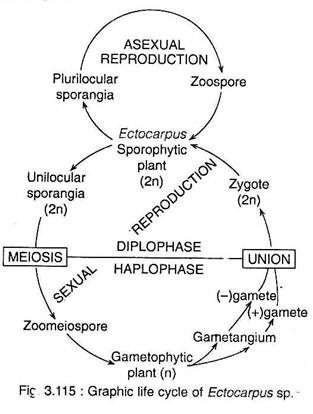 ASEXUAL
REPRODUCTION
Plurilocular
sporangia
Zoospore
Ectocarpus
Sporophytic
plant
(2n)
Unilocular
sporangia
(2n)
REPRODUCTION
Zygote
(2n)
MEIOSIS
DIPLOPHASE
HAPLOPHASE
UNION
SEXUAL
(−)gamete
(+)gamete
Zoomeiospore
Gametangium
Gametophytic
plant (n)
Fig 3.115 : Graphic life cycle of Ectocarpus sp.